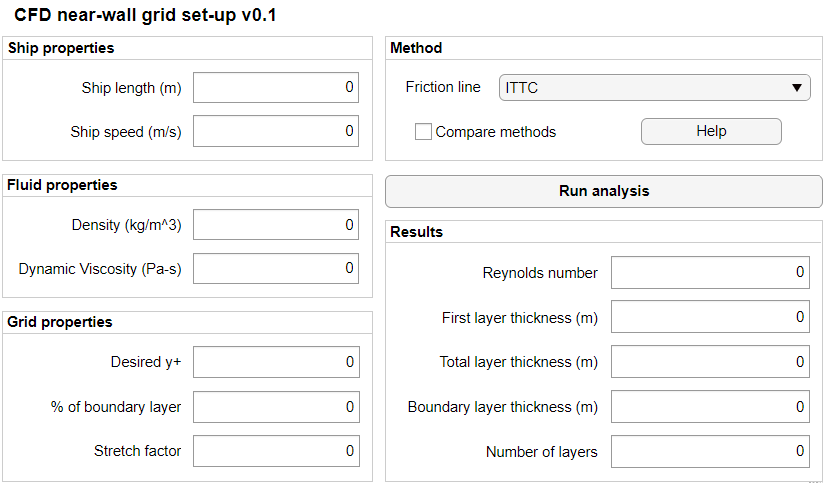 CFD near-wall grid set-up v0.1
Ship properties
Ship length (m) 0
Ship speed (m/s) 0
Fluid properties
Density (kg/m^3) 0
Dynamic Viscosity (Pa-s) 0
Grid properties
Desired y+ 0
% of boundary layer 0
Stretch factor 0
Method
Friction line ITTC
Compare methods Help
Run analysis
Results
Reynolds number 0
First layer thickness (m) 0
Total layer thickness (m) 0
Boundary layer thickness (m) 0
Number of layers 0